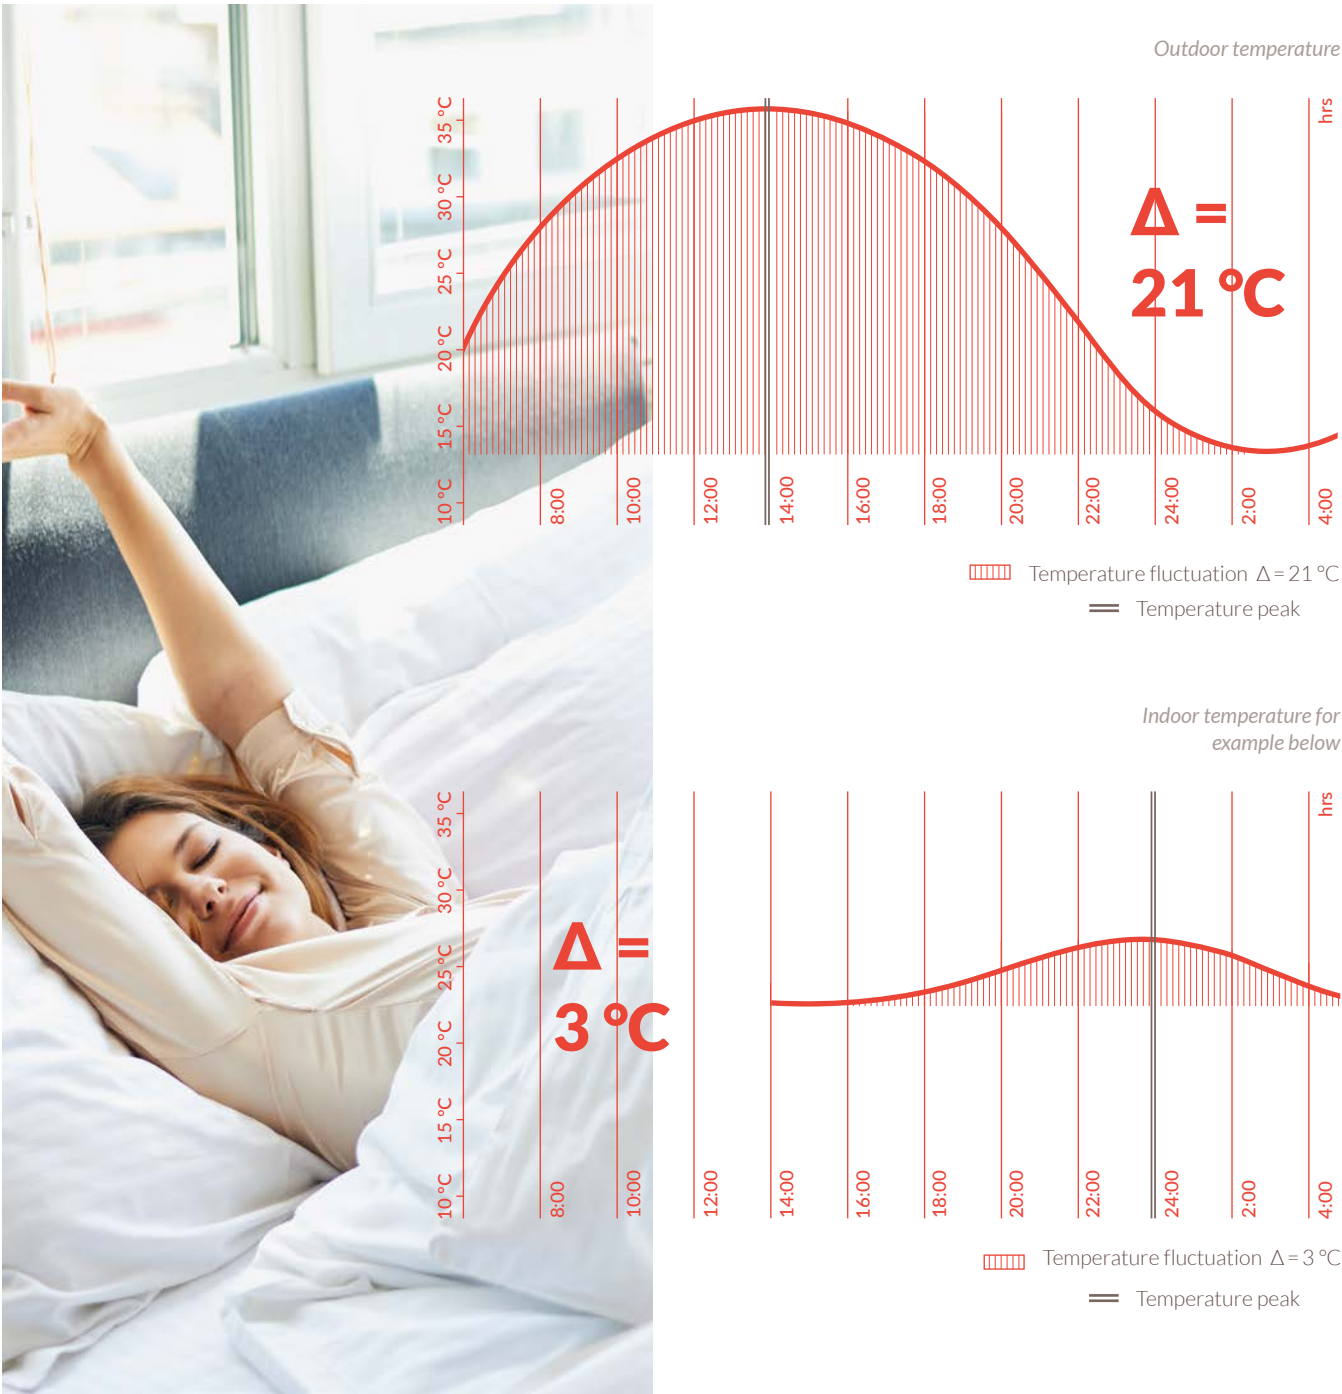 Outdoor temperature
35 °C
30 °C
25 °C
20 °C
15 °C
10 °C
hrs
Δ =
21 °C
8:00
10:00
12:00
14:00
16:00
18:00
20:00
22:00
24:00
2:00
4:00
Temperature fluctuation Δ = 21 °C
Temperature peak
Indoor temperature for
example below
35 °C
30 °C
25 °C
20 °C
15 °C
10 °C
hrs
Δ =
3 °C
8:00
10:00
12:00
14:00
16:00
18:00
20:00
22:00
24:00
2:00
4:00
Temperature fluctuation Δ = 3 °C
Temperature peak